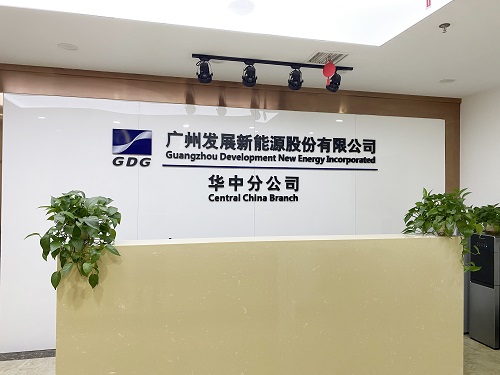 广州发展新能源股份有限公司
GDG
Guangzhou Development New Energy Incorporated
华中分公司
Central China Branch